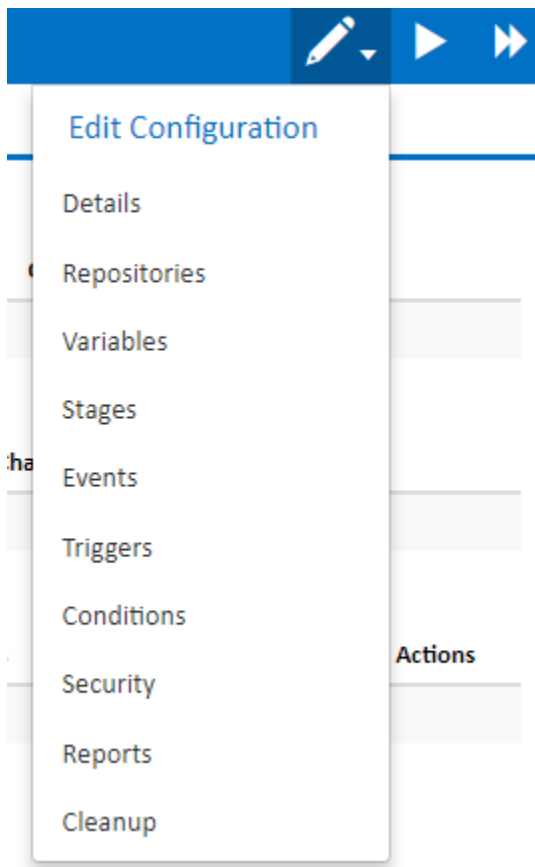 Edit Configuration
Details
Repositories
Variables
Stages
Events
Triggers
Conditions
Actions
Security
Reports
Cleanup